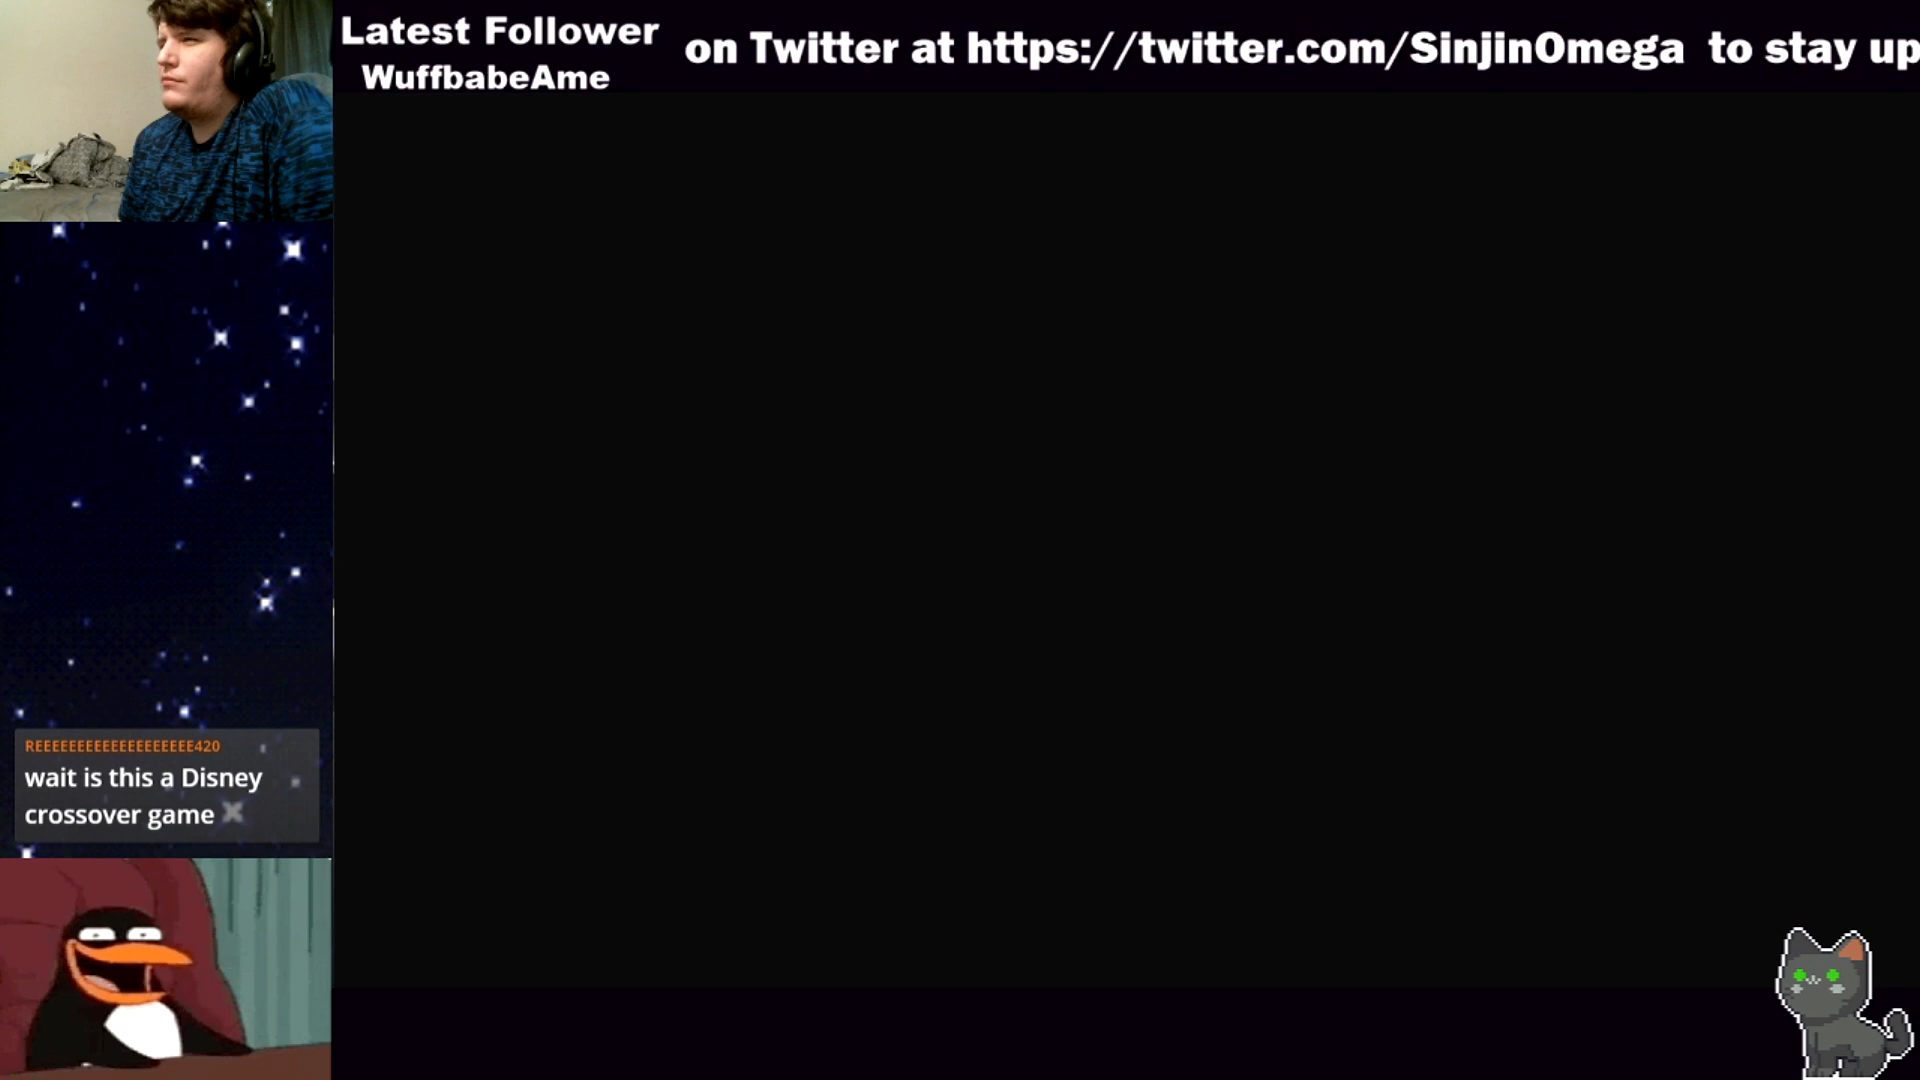 Latest Follower
WuffbabeAme
on Twitter at https://twitter.com/SinjinOmega to stay up
REEEEEEEEEEEEEEEEEEE420
wait is this a Disney
crossover game